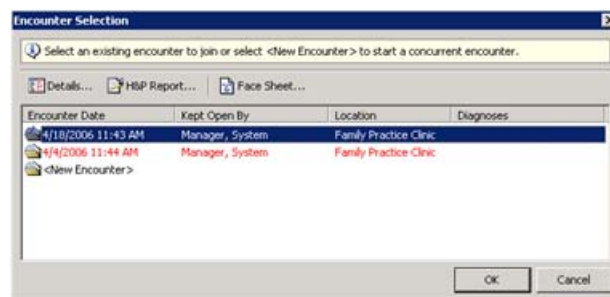 Encounter Selection
Select an existing encounter to join or select <New Encounter> to start a concurrent encounter.
Details... H&P Report... Face Sheet...
Encounter Date Kept Open By Location Diagnoses
4/18/2006 11:43 AM Manager, System Family Practice Clinic
4/4/2006 11:44 AM Manager, System Family Practice Clinic
<New Encounter>
OK Cancel